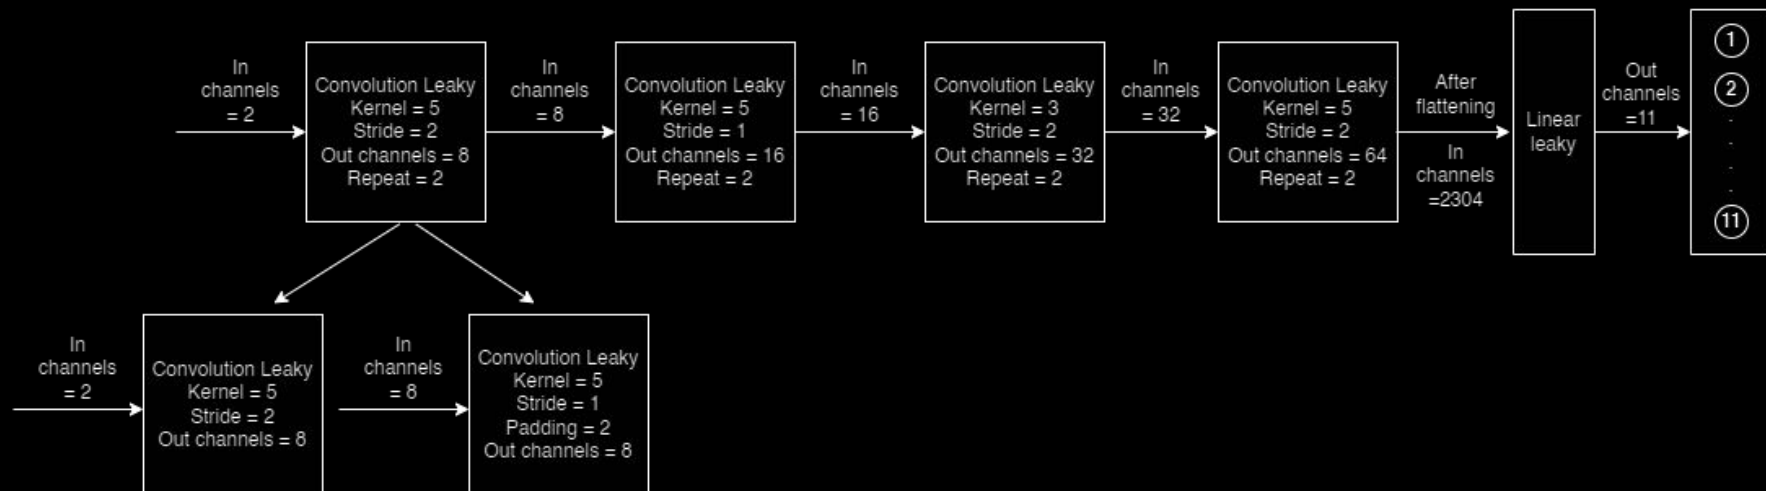 In
channels
= 2
Convolution Leaky
Kernel = 5
Stride = 2
Out channels = 8
Repeat = 2
In
channels
= 8
Convolution Leaky
Kernel = 5
Stride = 1
Out channels = 16
Repeat = 2
In
channels
= 16
Convolution Leaky
Kernel = 3
Stride = 2
Out channels = 32
Repeat = 2
In
channels
= 32
Convolution Leaky
Kernel = 5
Stride = 2
Out channels = 64
Repeat = 2
After
flattening
In
channels
=2304
Linear
leaky
Out
channels
=11
1
2
.
.
.
.
11
In
channels
= 2
Convolution Leaky
Kernel = 5
Stride = 2
Out channels = 8
In
channels
= 8
Convolution Leaky
Kernel = 5
Stride = 1
Padding = 2
Out channels = 8